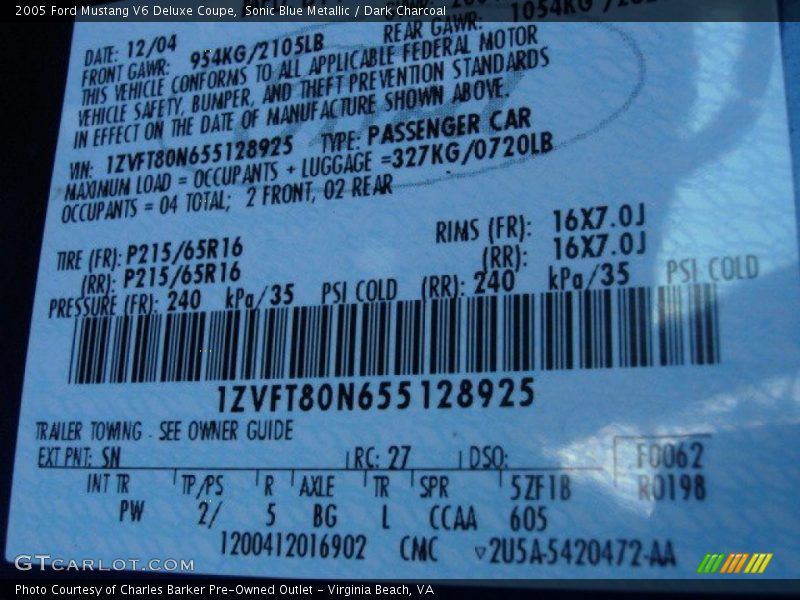 2005 Ford Mustang V6 Deluxe Coupe, Sonic Blue Metallic / Dark Charcoal
DATE: 12/04
FRONT GAWR: 954KG/2105LB REAR GAWR: 1054KG
THIS VEHICLE CONFORMS TO ALL APPLICABLE FEDERAL MOTOR
VEHICLE SAFETY, BUMPER, AND THEFT PREVENTION STANDARDS
IN EFFECT ON THE DATE OF MANUFACTURE SHOWN ABOVE.
VIN: 1ZVFT80N655128925 TYPE: PASSENGER CAR
MAXIMUM LOAD = OCCUPANTS + LUGGAGE =327KG/0720LB
OCCUPANTS = 04 TOTAL; 2 FRONT, 02 REAR
TIRE (FR): P215/65R16 RIMS (FR): 16X7.0J
(RR): P215/65R16 (RR): 16X7.0J
PRESSURE (FR): 240 kPa/35 PSI COLD (RR): 240 kPa/35 PSI COLD
1ZVFT80N655128925
TRAILER TOWING - SEE OWNER GUIDE
EXT PNT: SN RC: 27 DSO: F0062
INT TR TP/PS R AXLE TR SPR 5ZF1B R0198
PW 2/ 5 BG L CCAA 605
1200412016902 CMC ▽2U5A-5420472-AA
GTCARLOT.COM
Photo Courtesy of Charles Barker Pre-Owned Outlet - Virginia Beach, VA